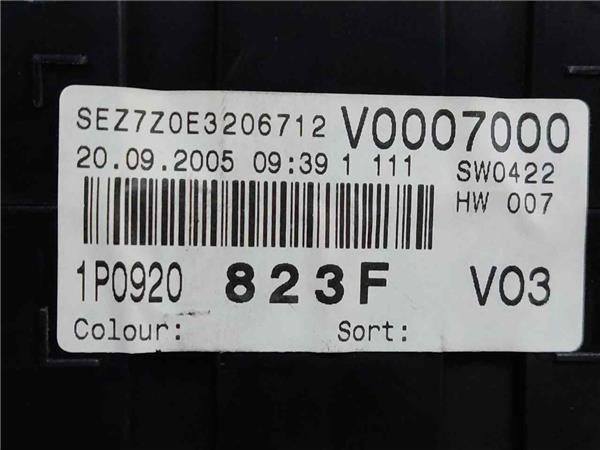 SEZ7Z0E3206712 V0007000
20.09.2005 09:39 1 111 SW0422
HW 007
1P0920 823F V03
Colour: Sort: